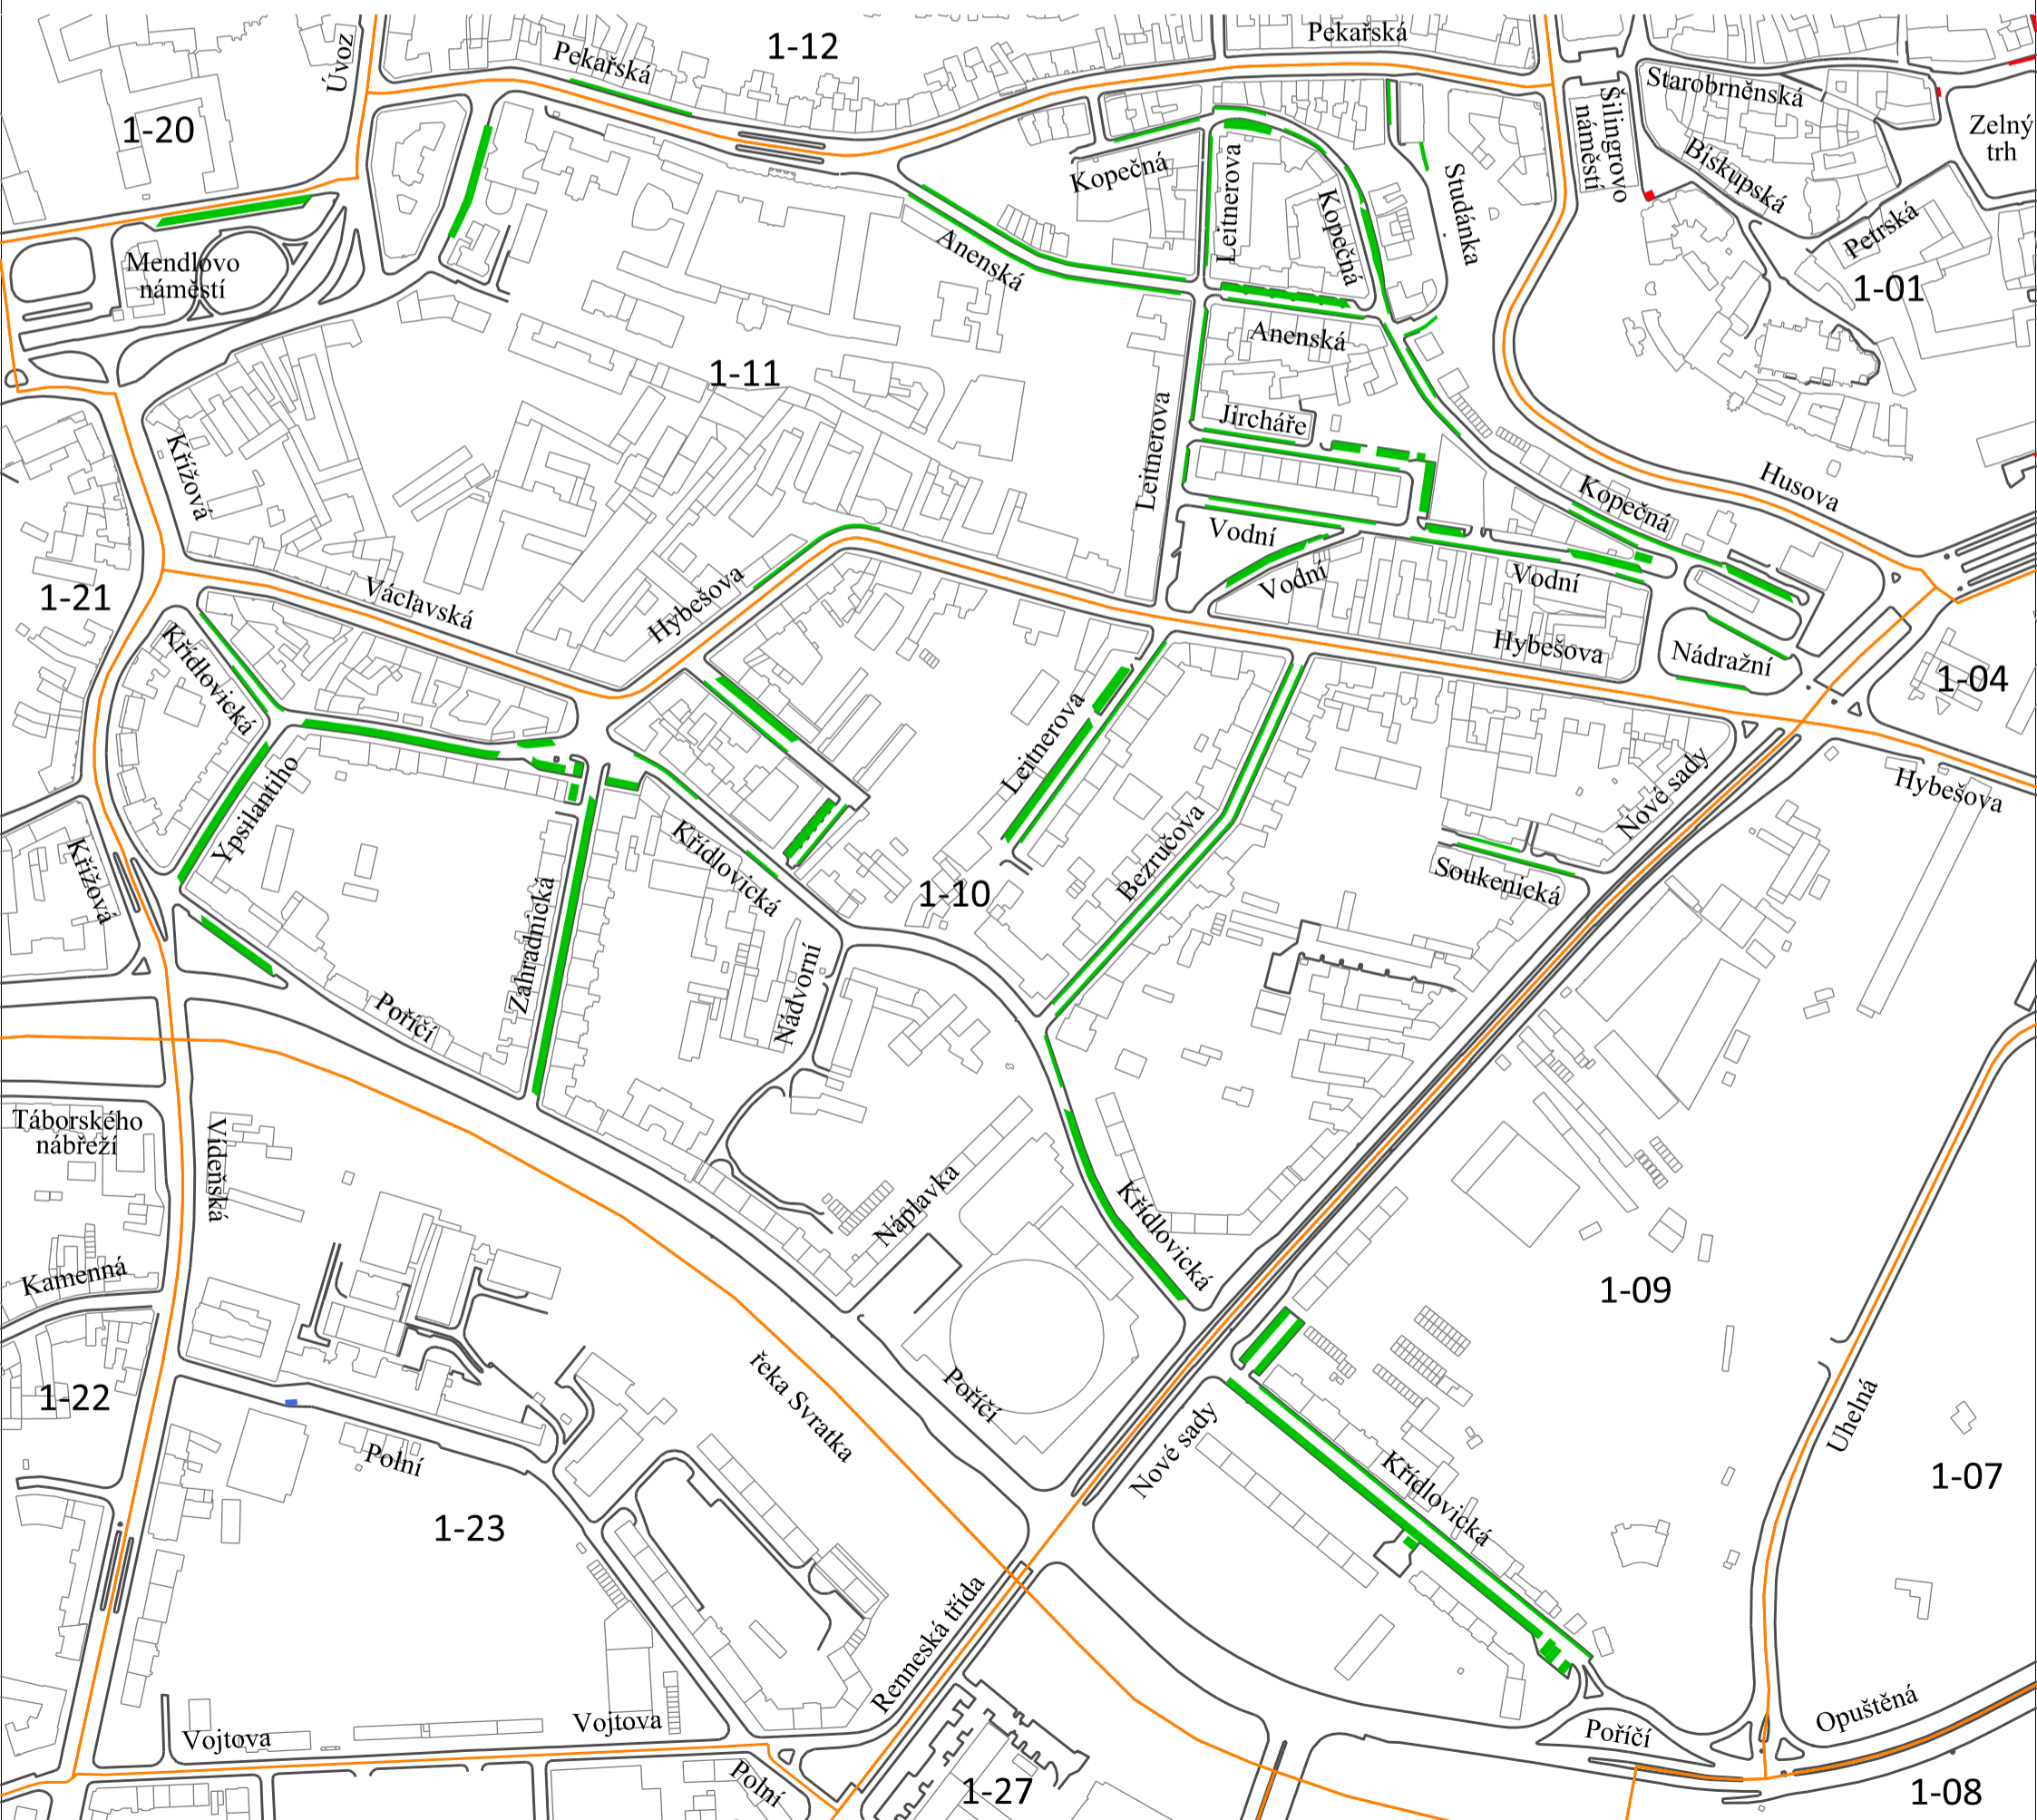 Pekařská
1-12
Pekařská
Úvoz
1-20
Starobrněnská
Šilingrovo
náměstí
Zelný
trh
Biskupská
Kopečná
Leitnerova
Kopečná
Studánka
Petrská
Mendlovo
náměstí
Anenská
1-01
Anenská
1-11
Jircháře
Leitnerova
Křížová
Husova
Kopečná
Vodní
Vodní
Vodní
1-21
Václavská
Hybešova
Křídlovická
Hybešova
Nádražní
1-04
Leitnerova
Nové sady
Hybešova
Ypsilantiho
Křídlovická
Bezručova
Soukenická
Křížová
1-10
Zahradnická
Nádvorní
Poříčí
Táborského
nábřeží
Vídeňská
Náplavka
Křídlovická
Kamenná
1-09
řeka Svratka
1-22
Poříčí
Uhelná
Nové sady
Polní
Křídlovická
1-07
1-23
Renneská třída
Vojtova
Vojtova
Opuštěná
Poříčí
Polní
1-27
1-08